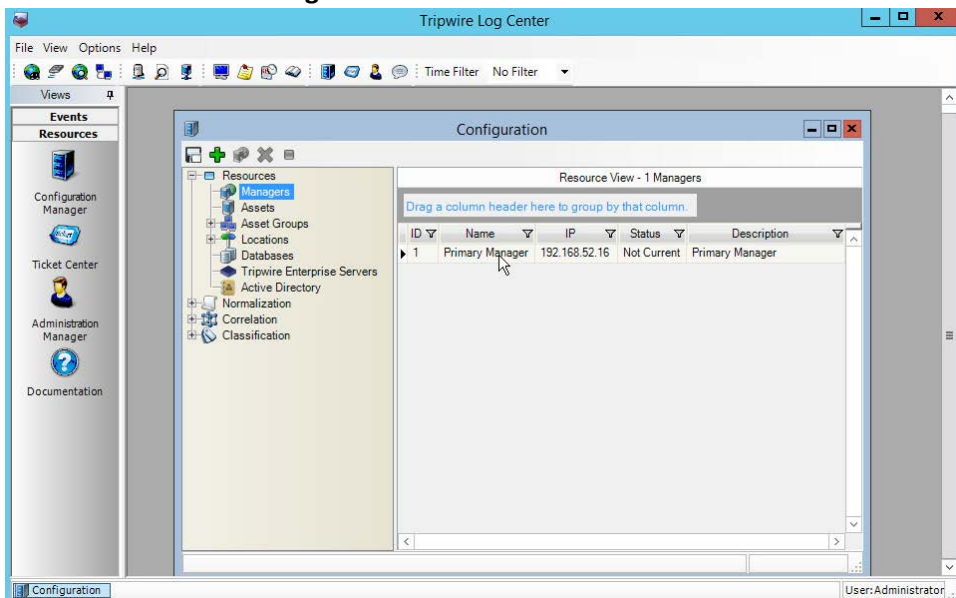 Tripwire Log Center
File View Options Help
Time Filter No Filter
Views
Events
Resources
Configuration
Manager
Ticket Center
Administration
Manager
Documentation
Configuration
Resources
Managers
Assets
Asset Groups
Locations
Databases
Tripwire Enterprise Servers
Active Directory
Normalization
Correlation
Classification
Resource View - 1 Managers
Drag a column header here to group by that column.
ID Name IP Status Description
1 Primary Manager 192.168.52.16 Not Current Primary Manager
Configuration
User:Administrator